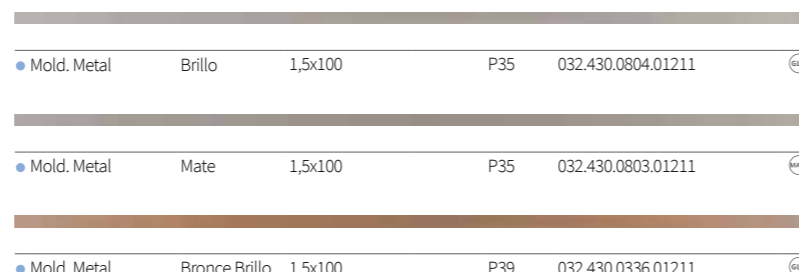 Mold. Metal Brillo 1,5x100 P35 032.430.0804.01211
Mold. Metal Mate 1,5x100 P35 032.430.0803.01211
Mold. Metal Bronce Brillo 1,5x100 P39 032.430.0336.01211